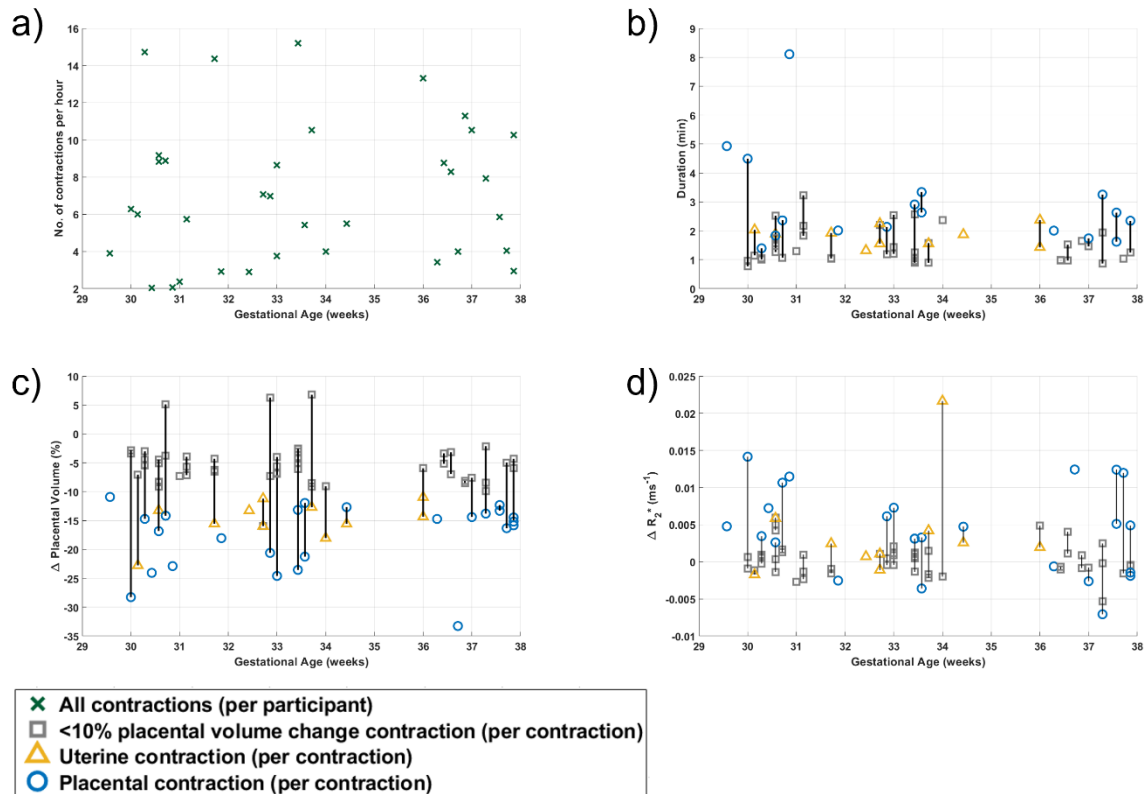 a)
No. of contractions per hour
16
14
12
10
8
6
4
2
29 30 31 32 33 34 35 36 37 38
Gestational Age (weeks)
b)
Duration (min)
9
8
7
6
5
4
3
2
1
0
29 30 31 32 33 34 35 36 37 38
Gestational Age (weeks)
c)
Δ Placental Volume (%)
10
5
0
-5
-10
-15
-20
-25
-30
-35
29 30 31 32 33 34 35 36 37 38
Gestational Age (weeks)
d)
Δ R₂* (ms⁻¹)
0.025
0.02
0.015
0.01
0.005
0
-0.005
-0.01
29 30 31 32 33 34 35 36 37 38
Gestational Age (weeks)
All contractions (per participant)
<10% placental volume change contraction (per contraction)
Uterine contraction (per contraction)
Placental contraction (per contraction)